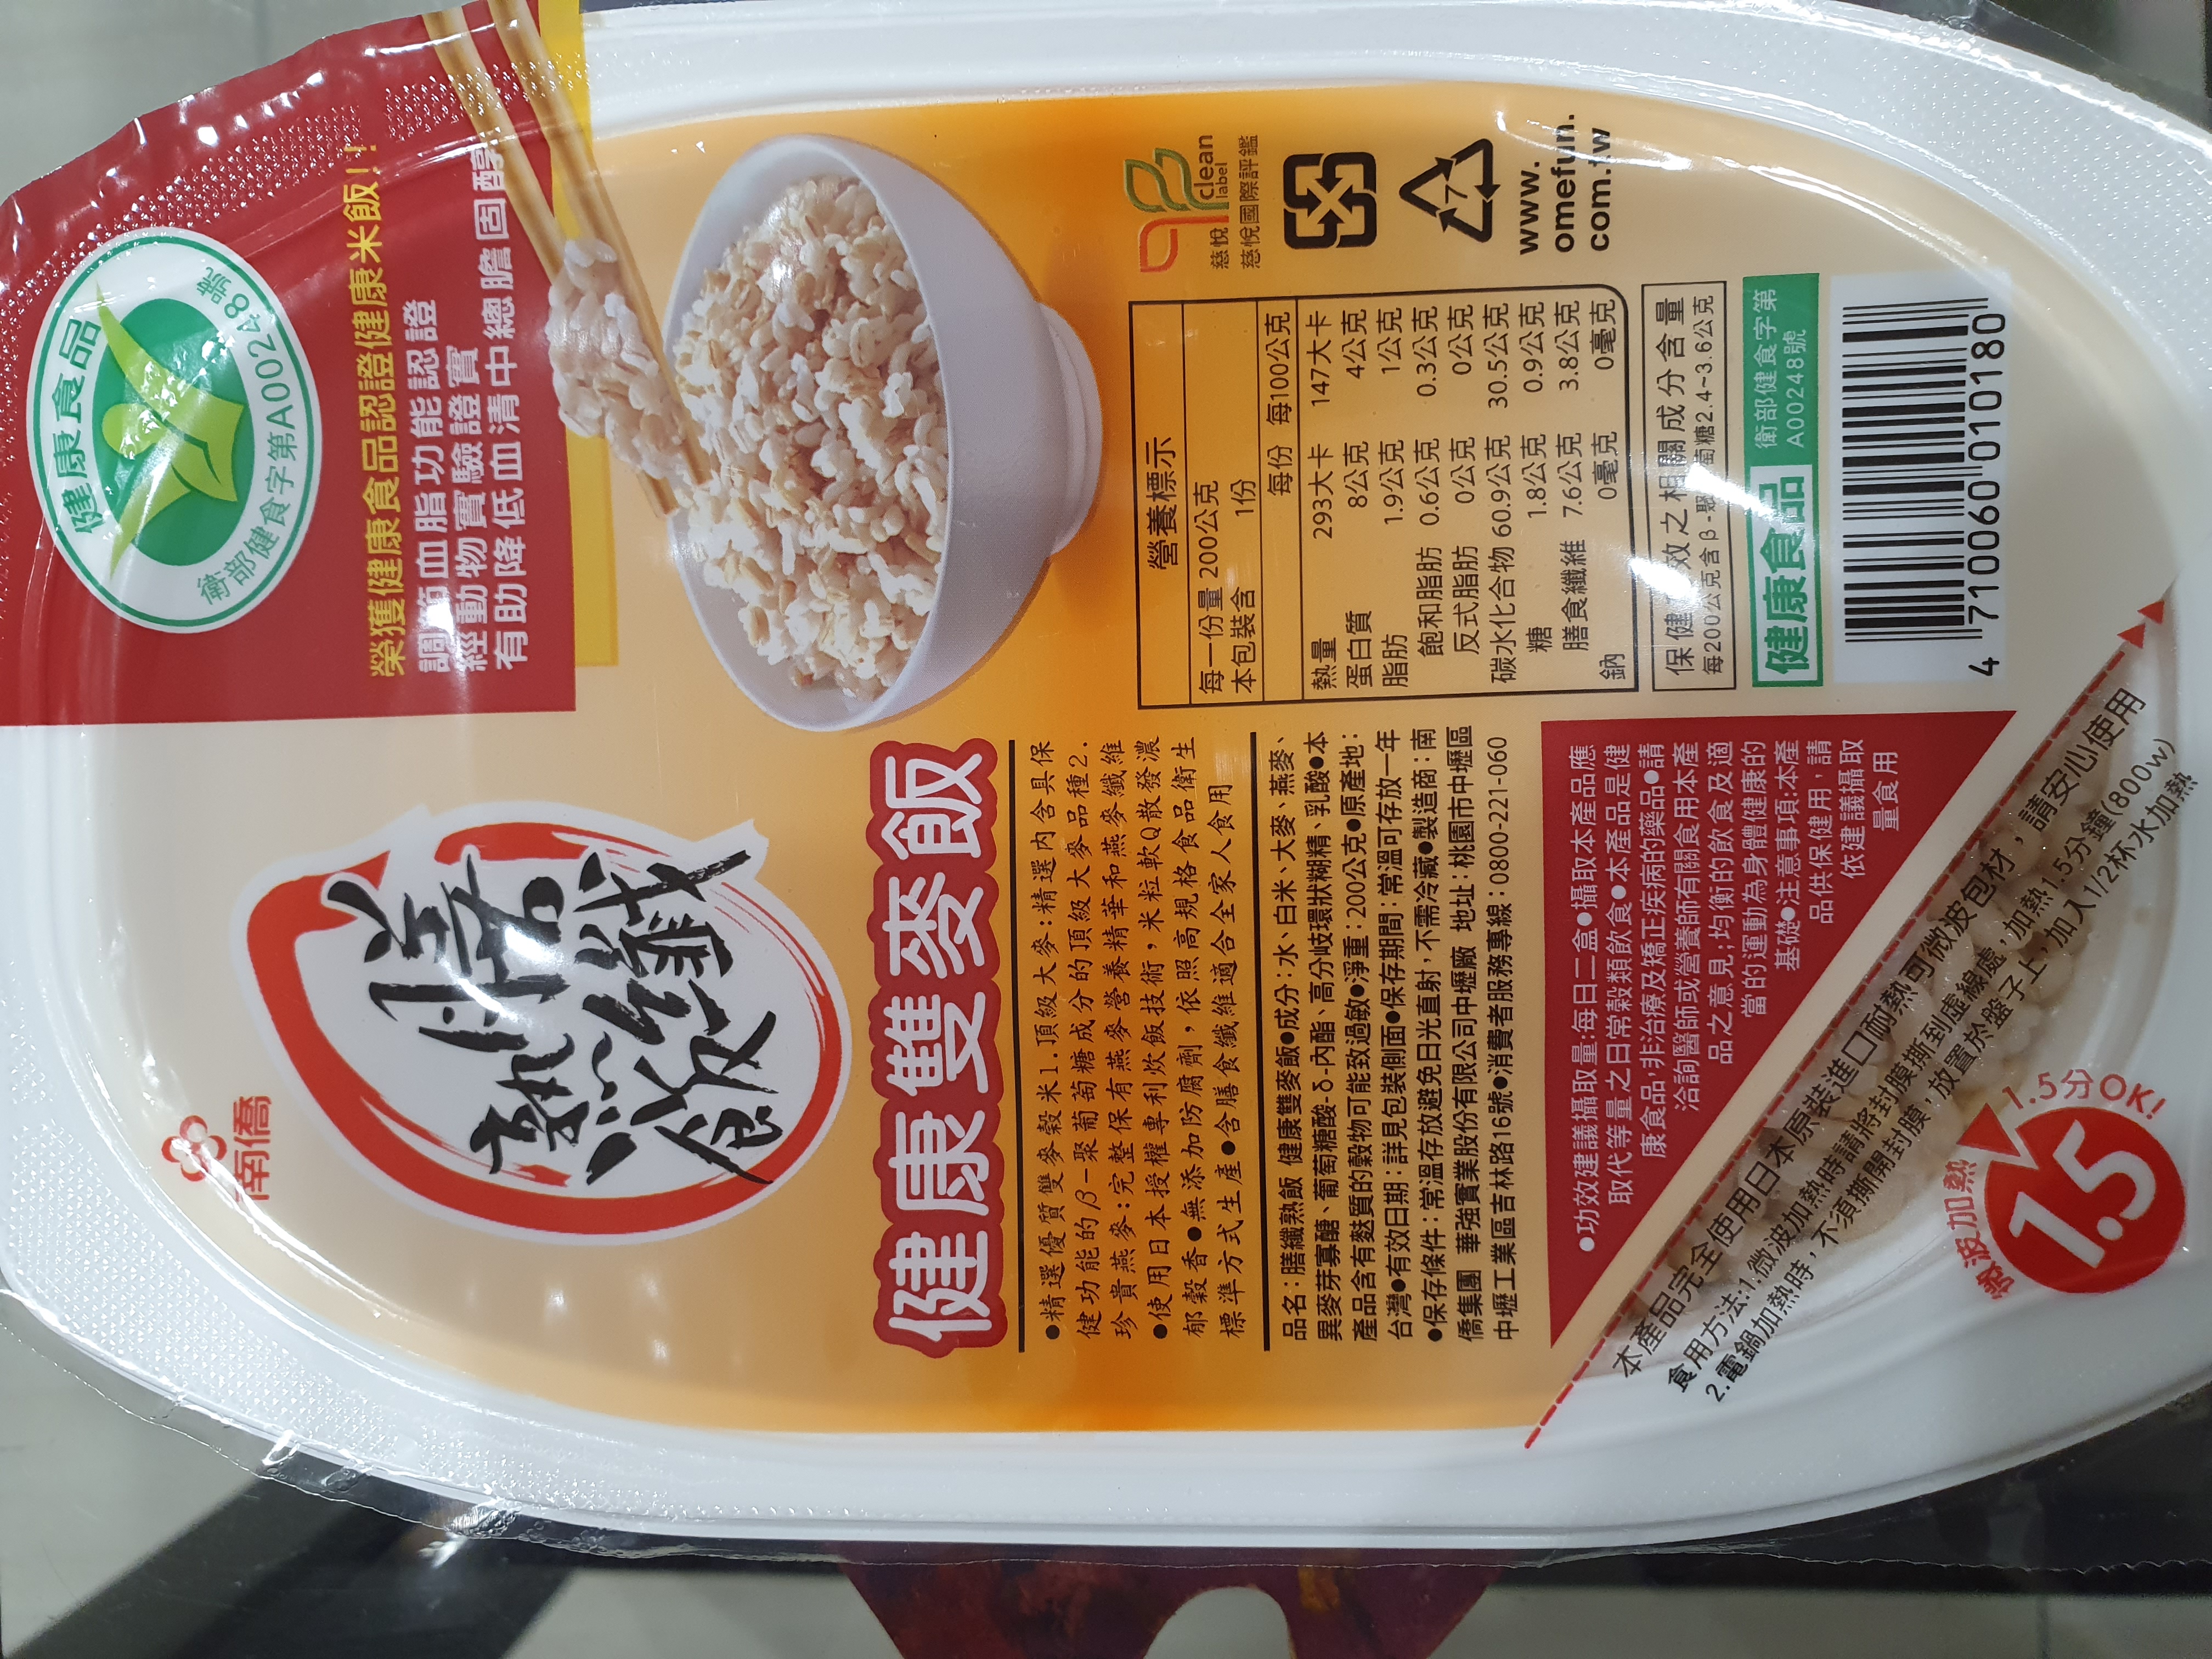 健康食品
衛部健食字第A00248號
榮獲健康食品認證健康米飯!!
調節血脂功能認證
經動物實驗證實
有助降低血清中總膽固醇
南僑
膳纖
熟飯
健康雙麥飯
●精選優質雙麥穀米1.頂級大麥:精選內含具保
健功能的β-聚葡萄糖成分的頂級大麥品種2.
珍貴燕麥:完整保有燕麥營養精華和燕麥纖維
●使用日本授權專利炊飯技術,米粒軟Q散發濃
郁穀香●無添加防腐劑,依照高規格食品衛生
標準方式生產●含膳食纖維適合全家人食用
品名:膳纖熟飯 健康雙麥飯●成分:水、白米、大麥、燕麥、
異麥芽寡醣、葡萄糖酸-δ-內酯、高分岐環狀糊精、乳酸●本
產品含有麩質的穀物可能致過敏●淨重:200公克●原產地:
台灣●有效日期:詳見包裝側面●保存期間:常溫可存放一年
●保存條件:常溫存放避免日光直射,不需冷藏●製造商:南
僑集團 華強實業股份有限公司中壢廠 地址:桃園市中壢區
中壢工業區吉林路16號●消費者服務專線:0800-221-060
營養標示
每一份量 200公克
本包裝含 1份
每份 每100公克
熱量 293大卡 147大卡
蛋白質 8公克 4公克
脂肪 1.9公克 1公克
飽和脂肪 0.6公克 0.3公克
反式脂肪 0公克 0公克
碳水化合物 60.9公克 30.5公克
糖 1.8公克 0.9公克
膳食纖維 7.6公克 3.8公克
鈉 0毫克 0毫克
慈悅
clean
label
慈悅國際評鑑
7
www.
omefun.
com.tw
保健功效之相關成分含量
每200公克含β-聚葡萄糖2.4~3.6公克
健康食品
衛部健食字第
A00248號
4 710060 010180
●功效建議攝取量:每日二盒●攝取本產品應
取代等量之日常穀類飲食●本產品是健
康食品,非治療及矯正疾病的藥品●請
洽詢醫師或營養師有關食用本產
品之意見;均衡的飲食及適
當的運動為身體健康的
基礎●注意事項:本產
品供保健用,請
依建議攝取
量食用
本產品完全使用日本原裝進口耐熱可微波包材,請安心使用
食用方法:1.微波加熱時請將封膜撕到虛線處,加熱1.5分鐘(800w)
2.電鍋加熱時,不須撕開封膜,放置於盤子上,加入1/2杯水加熱
微波加熱
1.5
1.5分OK!